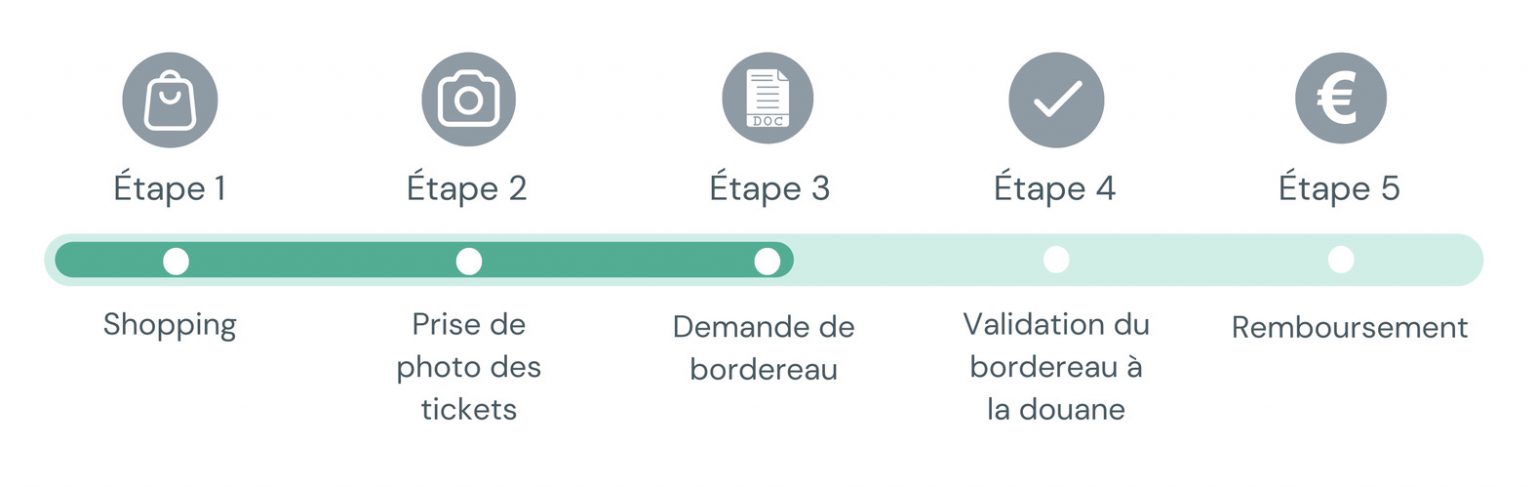 DOC
Étape 1
Étape 2
Étape 3
Étape 4
Étape 5
Shopping
Prise de
photo des
tickets
Demande de
bordereau
Validation du
bordereau à
la douane
Remboursement